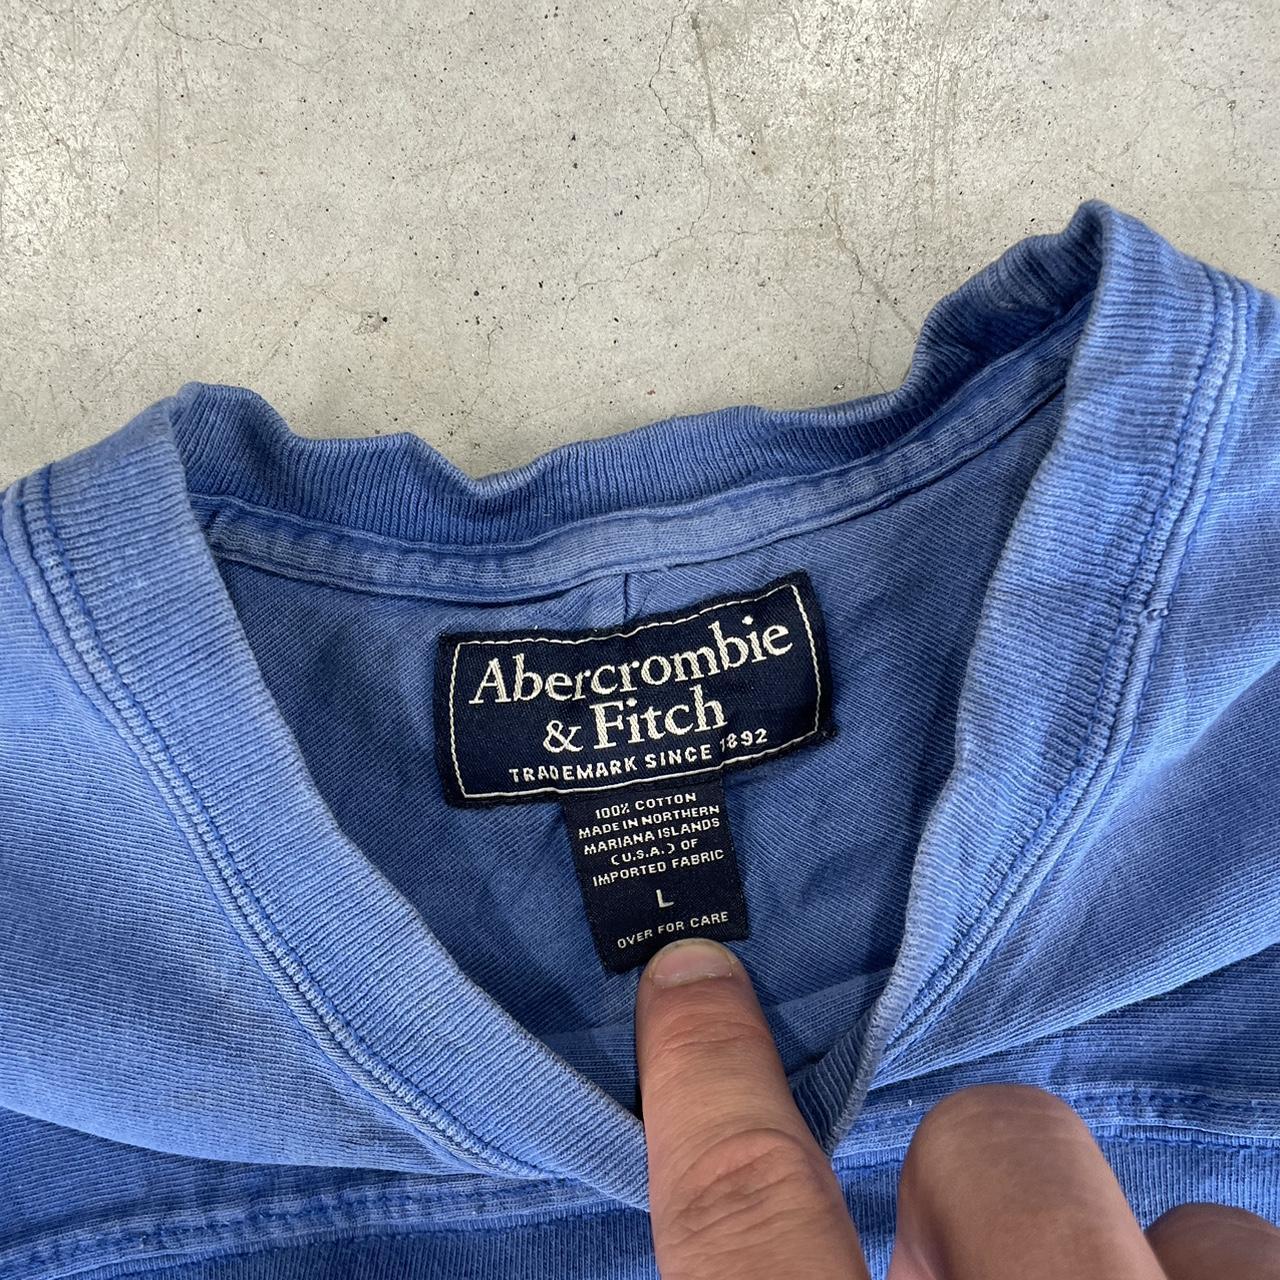 Abercrombie
& Fitch
TRADEMARK SINCE 1892
100% COTTON
MADE IN NORTHERN
MARIANA ISLANDS
(U.S.A.) OF
IMPORTED FABRIC
L
OVER FOR CARE